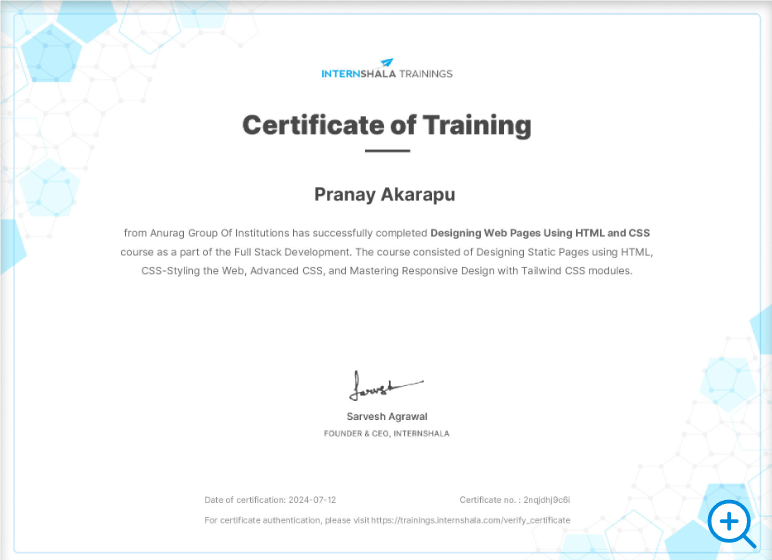 INTERNSHALA TRAININGS
Certificate of Training
Pranay Akarapu
from Anurag Group Of Institutions has successfully completed Designing Web Pages Using HTML and CSS
course as a part of the Full Stack Development. The course consisted of Designing Static Pages using HTML,
CSS-Styling the Web, Advanced CSS, and Mastering Responsive Design with Tailwind CSS modules.
Sarvesh
Sarvesh Agrawal
FOUNDER & CEO, INTERNSHALA
Date of certification: 2024-07-12 Certificate no. : 2nqjdhj9c6i
For certificate authentication, please visit https://trainings.internshala.com/verify_certificate